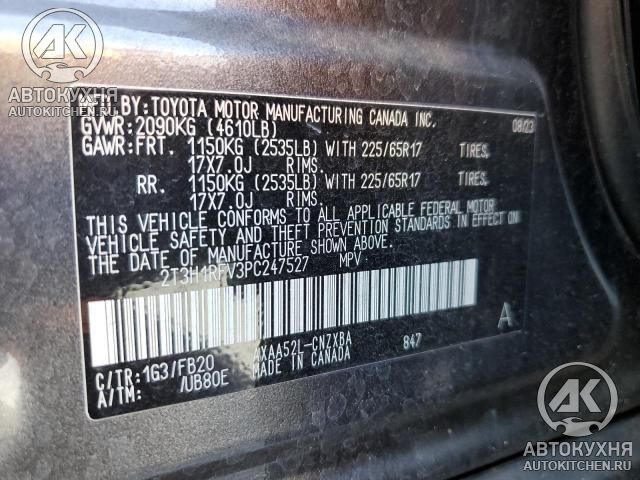 АК
АВТОКУХНЯ
AUTOKITCHEN.RU
MFD. BY: TOYOTA MOTOR MANUFACTURING CANADA INC.
08/23
GVWR: 2090KG (4610LB)
GAWR: FRT. 1150KG (2535LB) WITH 225/65R17 TIRES,
17X7.0J RIMS.
RR. 1150KG (2535LB) WITH 225/65R17 TIRES,
17X7.0J RIMS.
THIS VEHICLE CONFORMS TO ALL APPLICABLE FEDERAL MOTOR
VEHICLE SAFETY AND THEFT PREVENTION STANDARDS IN EFFECT ON
THE DATE OF MANUFACTURE SHOWN ABOVE.
2T3H1RFV3PC247527 MPV
A
C/TR: 1G3/FB20 AXAA52L-CNZXBA 847
A/TM: /UB80E MADE IN CANADA
АК
АВТОКУХНЯ
AUTOKITCHEN.RU